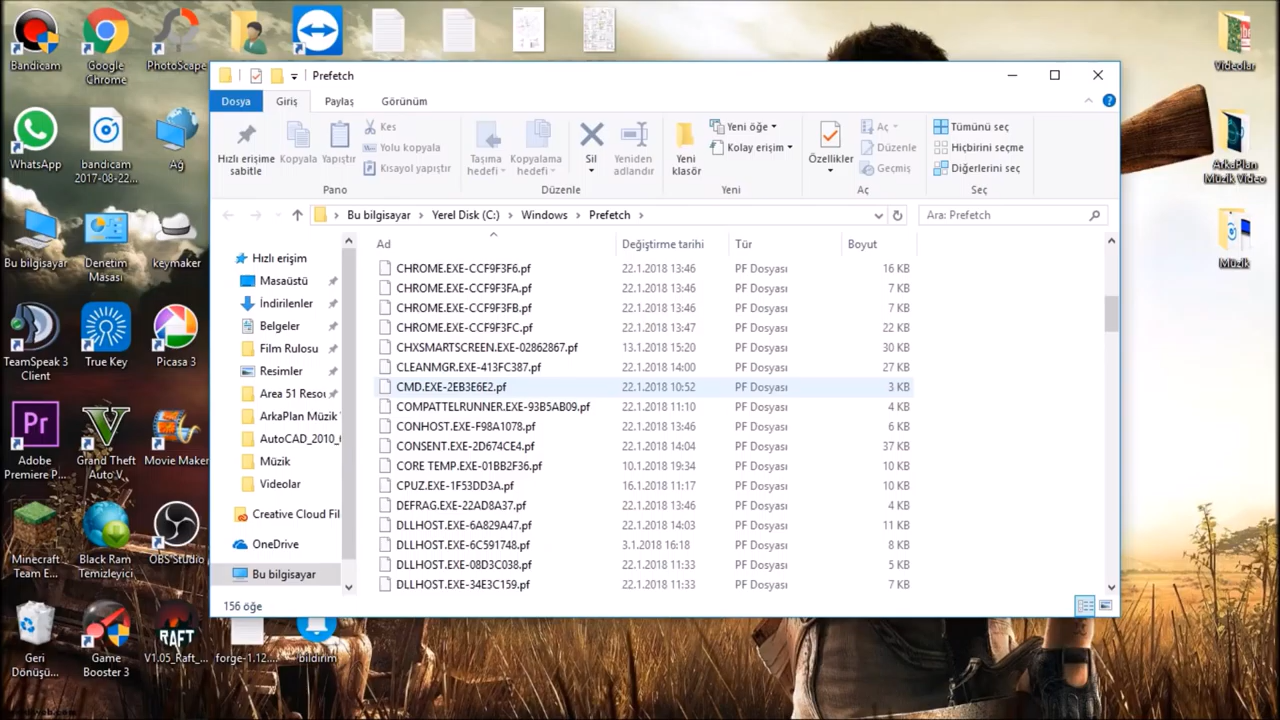 Bandicam
Google
Chrome
PhotoScape
WhatsApp
bandicam
2017-08-22...
Ağ
Bu bilgisayar
Denetim
Masası
keymaker
TeamSpeak 3
Client
True Key
Picasa 3
Adobe
Premiere P...
Grand Theft
Auto V
Movie Maker
Minecraft
Team E...
Black Ram
Temizleyici
OBS Studio
Geri
Dönüşü...
Game
Booster 3
RAFT
V1.05_Raft_...
forge-1.12....
bildirim
Videolar
ArkaPlan
Müzik Video
Müzik
Prefetch
Dosya
Giriş
Paylaş
Görünüm
Hızlı erişime
sabitle
Kopyala
Yapıştır
Kes
Yolu kopyala
Kısayol yapıştır
Pano
Taşıma
hedefi
Kopyalama
hedefi
Sil
Yeniden
adlandır
Düzenle
Yeni
klasör
Yeni öğe
Kolay erişim
Yeni
Özellikler
Aç
Düzenle
Geçmiş
Aç
Tümünü seç
Hiçbirini seçme
Diğerlerini seç
Seç
Bu bilgisayar > Yerel Disk (C:) > Windows > Prefetch >
Ara: Prefetch
Hızlı erişim
Masaüstü
İndirilenler
Belgeler
Film Rulosu
Resimler
Area 51 Reso
ArkaPlan Müzik
AutoCAD_2010_
Müzik
Videolar
Creative Cloud Fil
OneDrive
Bu bilgisayar
Ad Değiştirme tarihi Tür Boyut
CHROME.EXE-CCF9F3F6.pf 22.1.2018 13:46 PF Dosyası 16 KB
CHROME.EXE-CCF9F3FA.pf 22.1.2018 13:46 PF Dosyası 7 KB
CHROME.EXE-CCF9F3FB.pf 22.1.2018 13:46 PF Dosyası 7 KB
CHROME.EXE-CCF9F3FC.pf 22.1.2018 13:47 PF Dosyası 22 KB
CHXSMARTSCREEN.EXE-02862867.pf 13.1.2018 15:20 PF Dosyası 30 KB
CLEANMGR.EXE-413FC387.pf 22.1.2018 14:00 PF Dosyası 27 KB
CMD.EXE-2EB3E6E2.pf 22.1.2018 10:52 PF Dosyası 3 KB
COMPATTELRUNNER.EXE-93B5AB09.pf 22.1.2018 11:10 PF Dosyası 4 KB
CONHOST.EXE-F98A1078.pf 22.1.2018 13:46 PF Dosyası 6 KB
CONSENT.EXE-2D674CE4.pf 22.1.2018 14:04 PF Dosyası 37 KB
CORE TEMP.EXE-01BB2F36.pf 10.1.2018 19:34 PF Dosyası 10 KB
CPUZ.EXE-1F53DD3A.pf 16.1.2018 11:17 PF Dosyası 10 KB
DEFRAG.EXE-22AD8A37.pf 22.1.2018 13:46 PF Dosyası 4 KB
DLLHOST.EXE-6A829A47.pf 22.1.2018 14:03 PF Dosyası 11 KB
DLLHOST.EXE-6C591748.pf 3.1.2018 16:18 PF Dosyası 8 KB
DLLHOST.EXE-08D3C038.pf 22.1.2018 11:33 PF Dosyası 5 KB
DLLHOST.EXE-34E3C159.pf 22.1.2018 11:33 PF Dosyası 7 KB
156 öğe